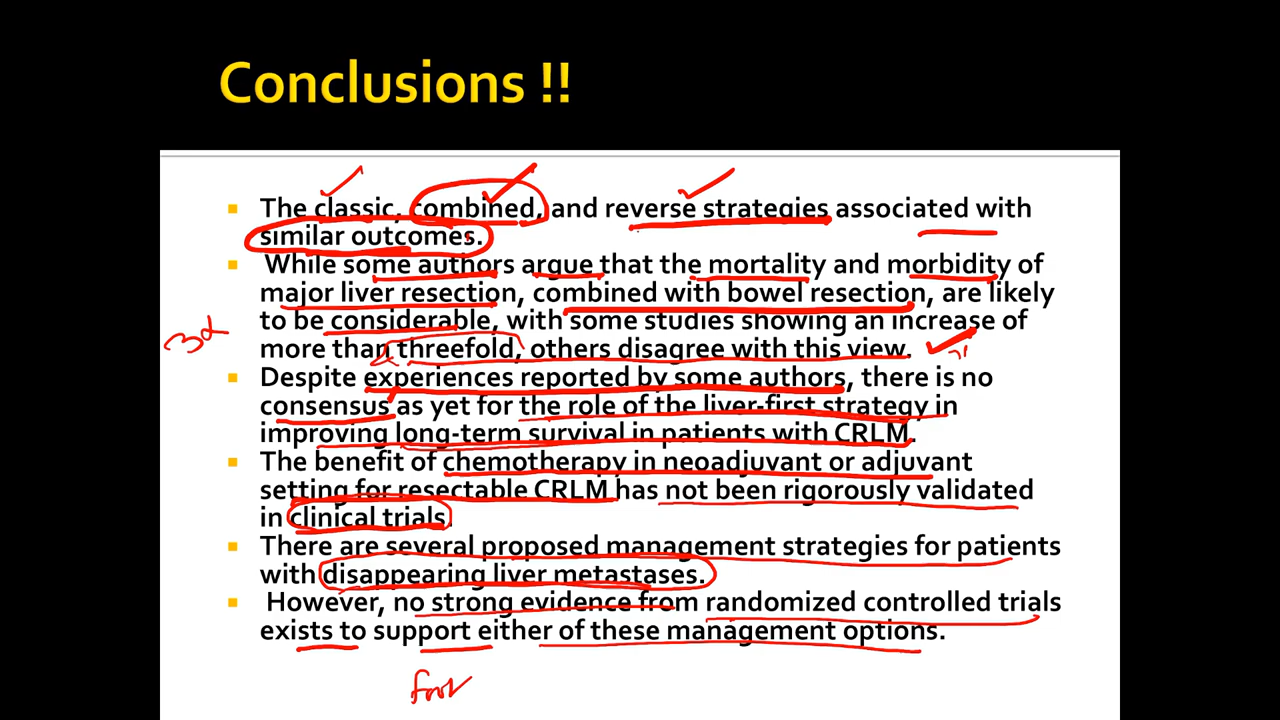 Conclusions !!
The classic, combined, and reverse strategies associated with
similar outcomes.
While some authors argue that the mortality and morbidity of
major liver resection, combined with bowel resection, are likely
to be considerable, with some studies showing an increase of
more than threefold, others disagree with this view.
Despite experiences reported by some authors, there is no
consensus as yet for the role of the liver-first strategy in
improving long-term survival in patients with CRLM.
The benefit of chemotherapy in neoadjuvant or adjuvant
setting for resectable CRLM has not been rigorously validated
in clinical trials.
There are several proposed management strategies for patients
with disappearing liver metastases.
However, no strong evidence from randomized controlled trials
exists to support either of these management options.